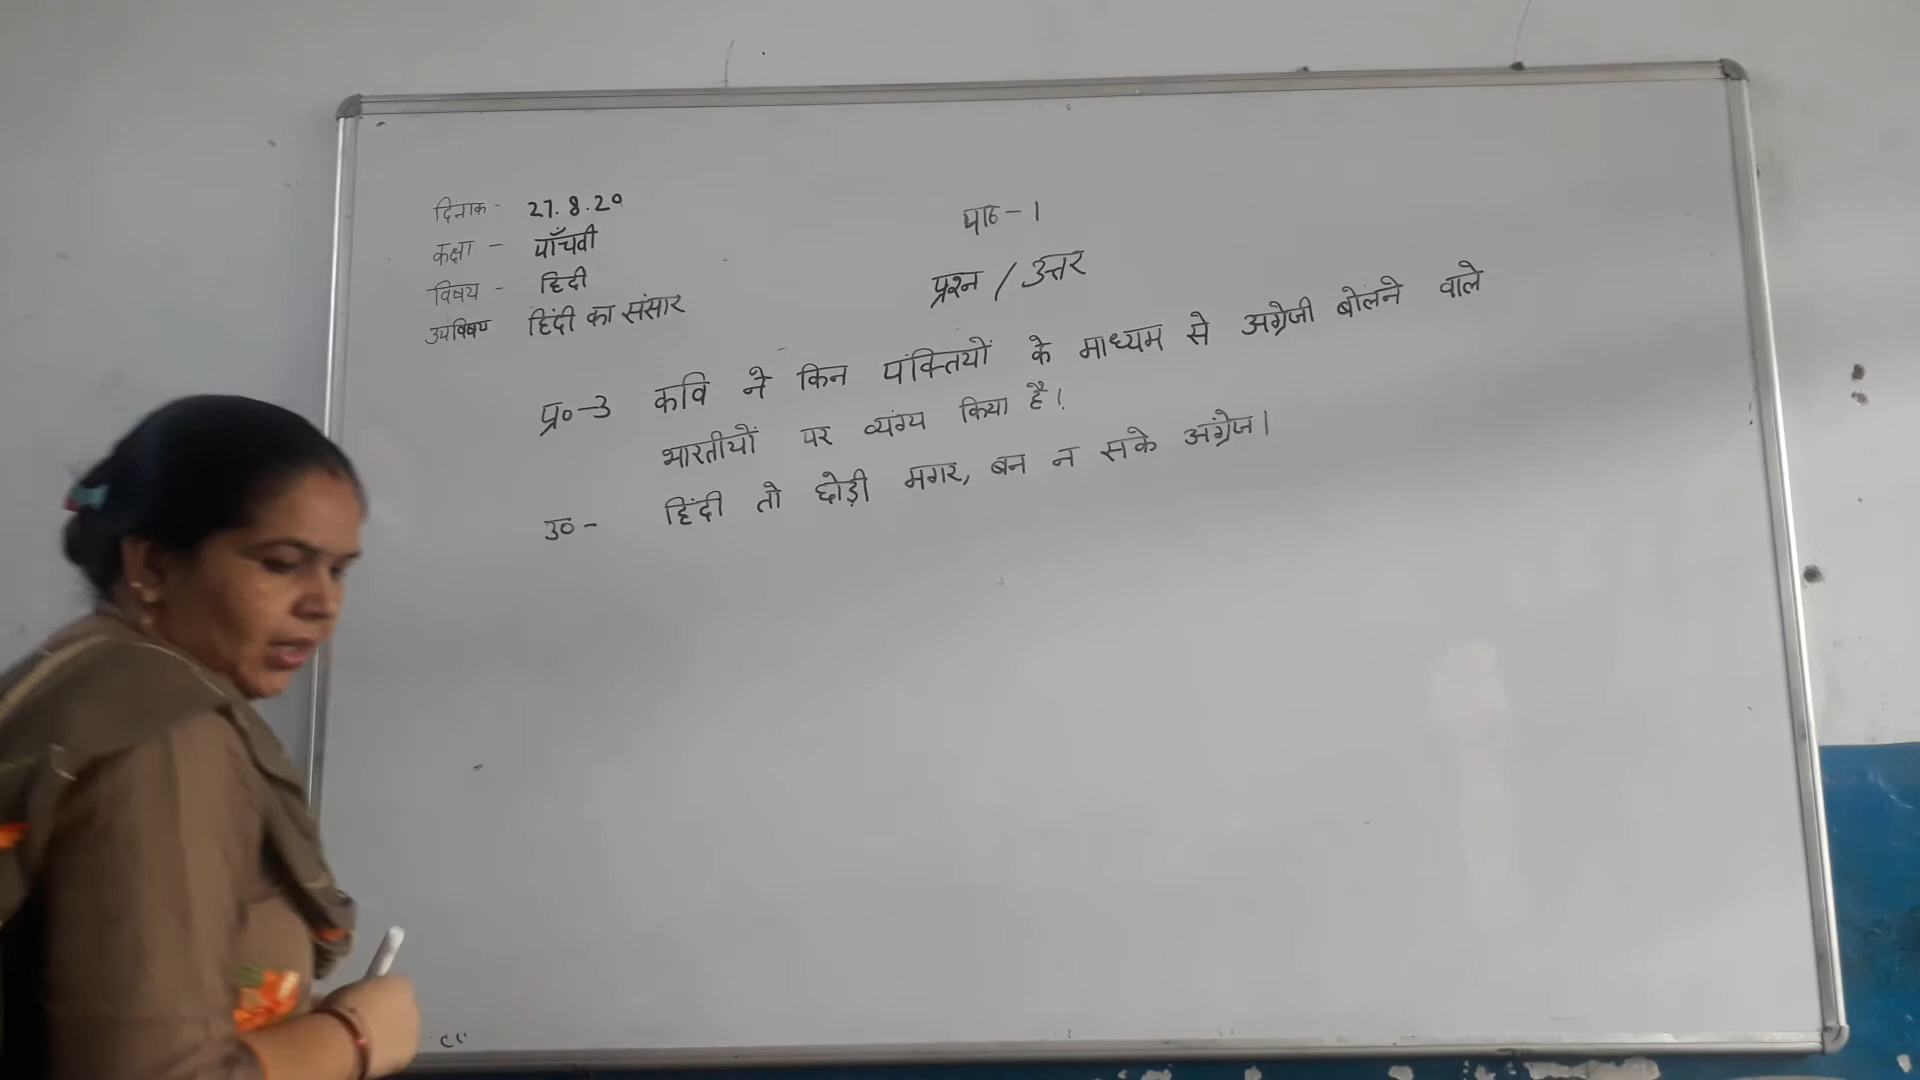 दिनाक - 27.8.20
कक्षा - पाँचवी
विषय - हिंदी
उपविषय हिंदी का संसार
पाठ-1
प्रश्न / उत्तर
प्र०-3 कवि ने किन पंक्तियों के माध्यम से अंग्रेजी बोलने वाले
भारतीयों पर व्यंग्य किया है।
उ०- हिंदी तो छोड़ी मगर, बन न सके अंग्रेज।